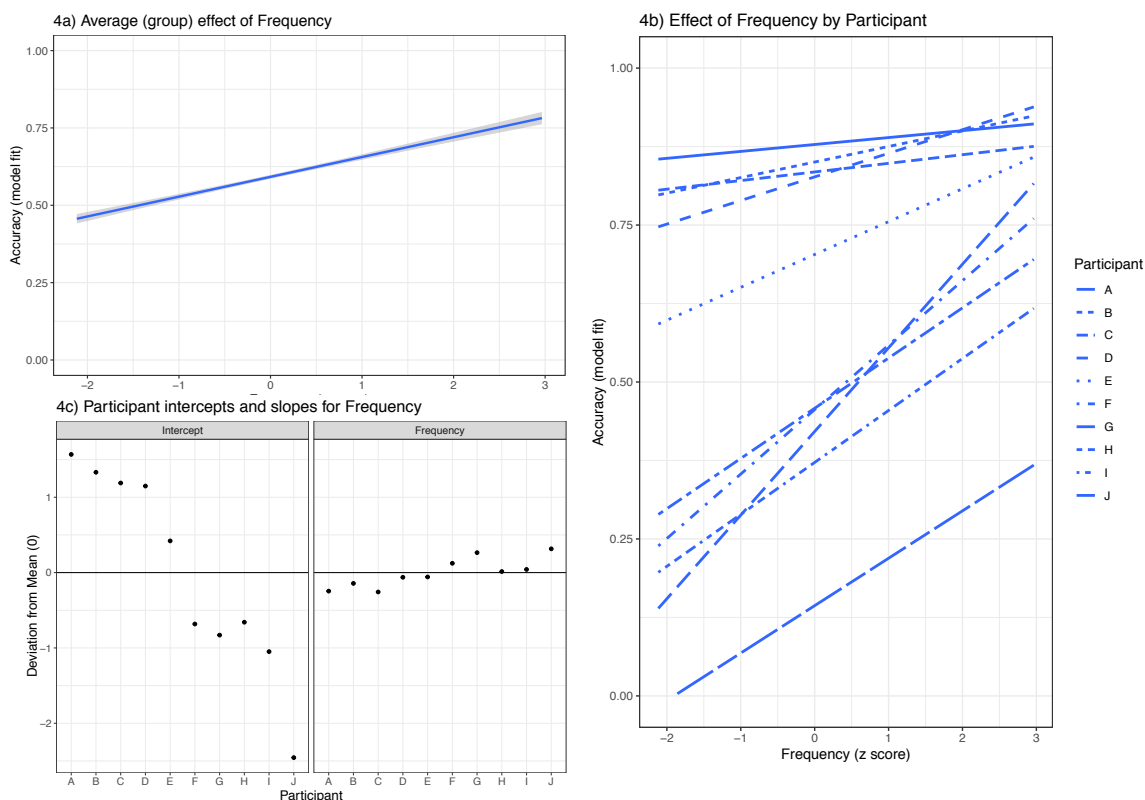 4a) Average (group) effect of Frequency
1.00
0.75
0.50
0.25
0.00
Accuracy (model fit)
−2 −1 0 1 2 3
4c) Participant intercepts and slopes for Frequency
Intercept Frequency
1
0
−1
−2
Deviation from Mean (0)
A B C D E F G H I J A B C D E F G H I J
Participant
4b) Effect of Frequency by Participant
1.00
0.75
0.50
0.25
0.00
Accuracy (model fit)
−2 −1 0 1 2 3
Frequency (z score)
Participant
A
B
C
D
E
F
G
H
I
J